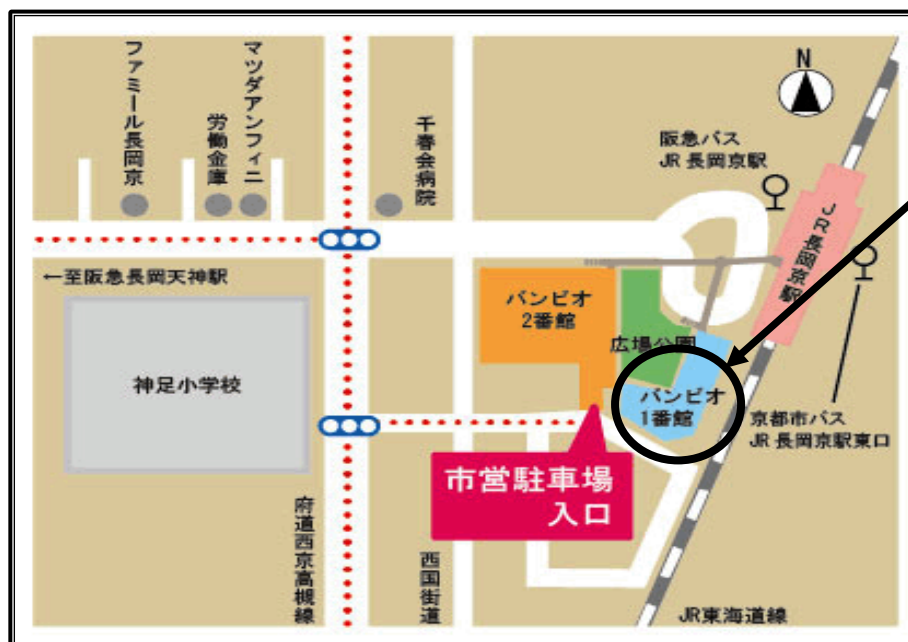 ファミール長岡京
労働金庫
マツダアンフィニ
千春会病院
N
阪急バス
JR長岡京駅
JR長岡京駅
←至阪急長岡天神駅
バンビオ
2番館
広場公園
神足小学校
バンビオ
1番館
京都市バス
JR長岡京駅東口
市営駐車場
入口
府道西京高槻線
西国街道
JR東海道線